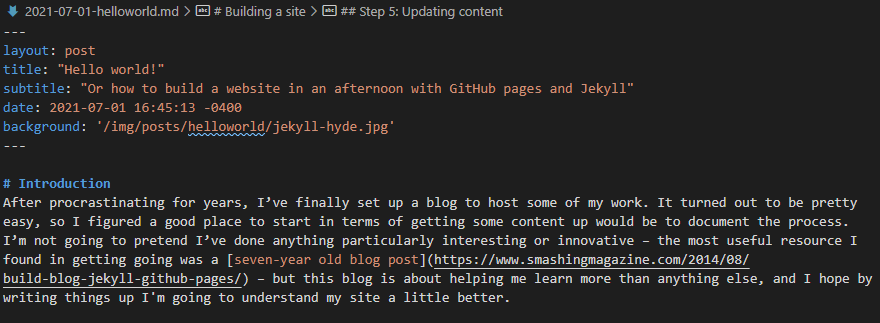 2021-07-01-helloworld.md > abc # Building a site > abc ## Step 5: Updating content
---
layout: post
title: "Hello world!"
subtitle: "Or how to build a website in an afternoon with GitHub pages and Jekyll"
date: 2021-07-01 16:45:13 -0400
background: '/img/posts/helloworld/jekyll-hyde.jpg'
---
# Introduction
After procrastinating for years, I’ve finally set up a blog to host some of my work. It turned out to be pretty
easy, so I figured a good place to start in terms of getting some content up would be to document the process.
I’m not going to pretend I’ve done anything particularly interesting or innovative – the most useful resource I
found in getting going was a [seven-year old blog post](https://www.smashingmagazine.com/2014/08/
build-blog-jekyll-github-pages/) – but this blog is about helping me learn more than anything else, and I hope by
writing things up I'm going to understand my site a little better.